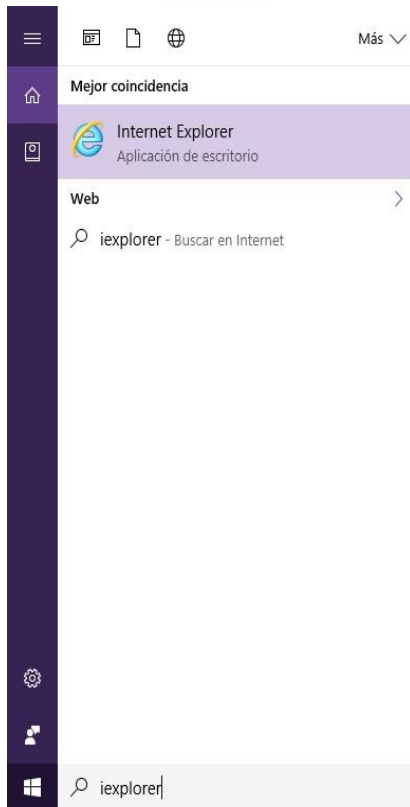 Más
Mejor coincidencia
Internet Explorer
Aplicación de escritorio
Web
iexplorer - Buscar en Internet
iexplorer